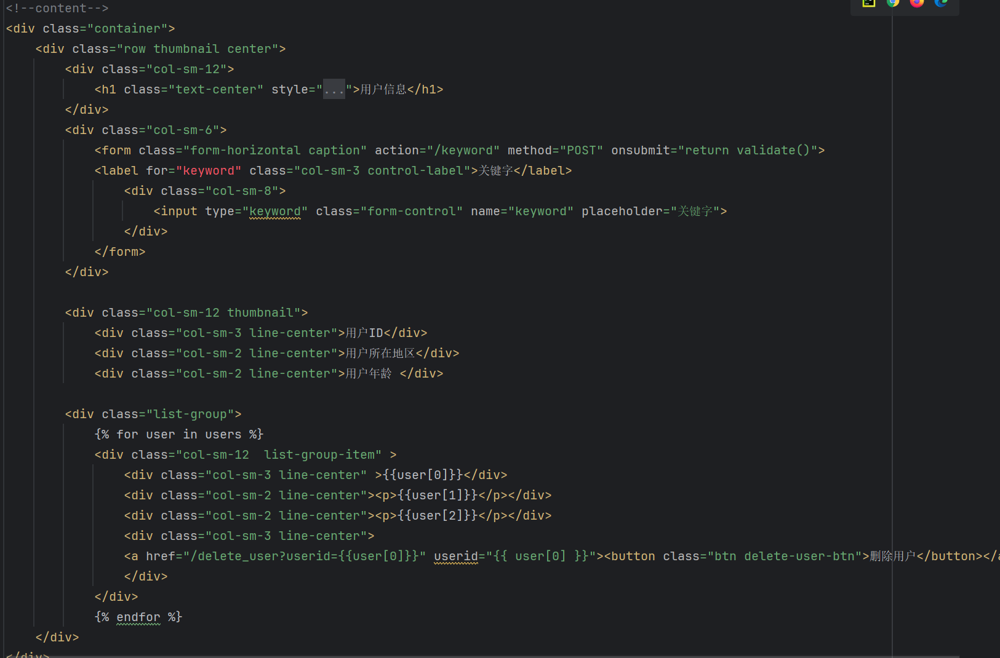 <!--content-->
<div class="container">
    <div class="row thumbnail center">
        <div class="col-sm-12">
            <h1 class="text-center" style="...">用户信息</h1>
        </div>
        <div class="col-sm-6">
            <form class="form-horizontal caption" action="/keyword" method="POST" onsubmit="return validate()">
            <label for="keyword" class="col-sm-3 control-label">关键字</label>
                <div class="col-sm-8">
                    <input type="keyword" class="form-control" name="keyword" placeholder="关键字">
                </div>
            </form>
        </div>

        <div class="col-sm-12 thumbnail">
            <div class="col-sm-3 line-center">用户ID</div>
            <div class="col-sm-2 line-center">用户所在地区</div>
            <div class="col-sm-2 line-center">用户年龄 </div>

        <div class="list-group">
            {% for user in users %}
            <div class="col-sm-12  list-group-item" >
                <div class="col-sm-3 line-center" >{{user[0]}}</div>
                <div class="col-sm-2 line-center"><p>{{user[1]}}</p></div>
                <div class="col-sm-2 line-center"><p>{{user[2]}}</p></div>
                <div class="col-sm-3 line-center">
                <a href="/delete_user?userid={{user[0]}}" userid="{{ user[0] }}"><button class="btn delete-user-btn">删除用户</button></a
                </div>
            </div>
            {% endfor %}
    </div>
</div>